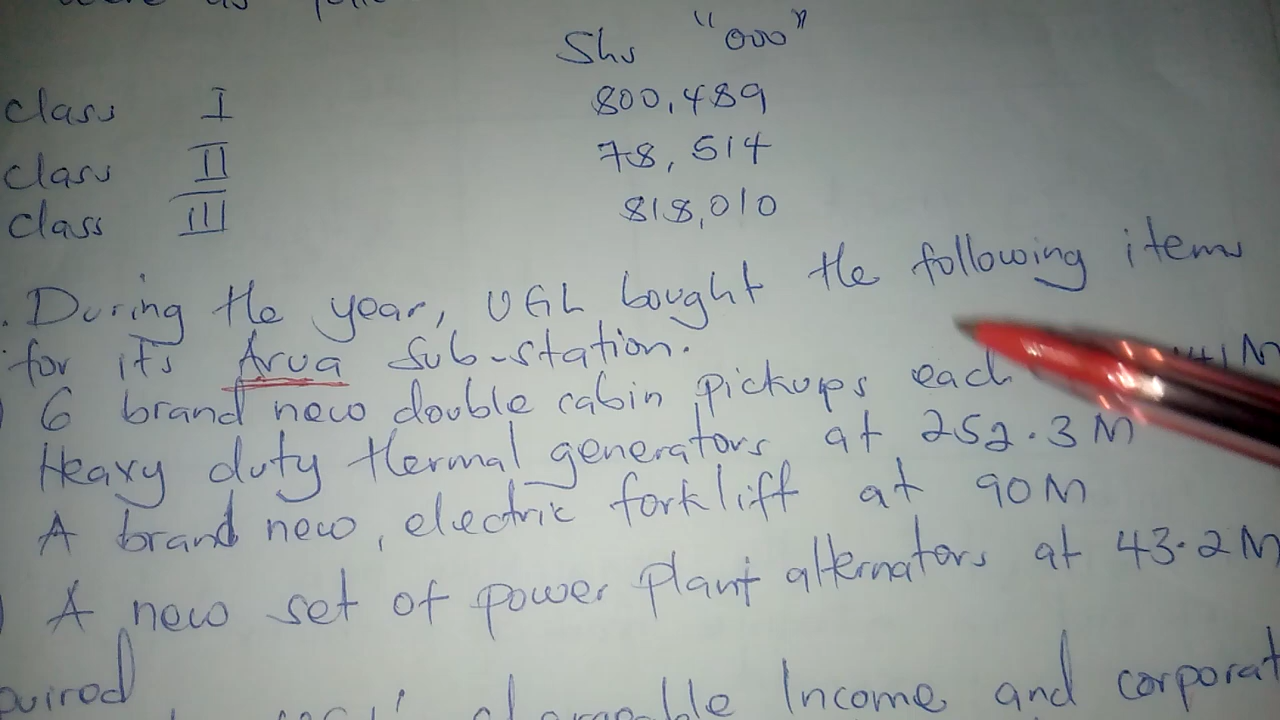 Shs "000"
class I 800,489
class II 78,514
class III 818,010
. During the year, UGL bought the following items
for its Arua sub-station.
6 brand new double cabin pickups each
Heavy duty thermal generators at 252.3M
A brand new, electric forklift at 90M
A new set of power plant alternators at 43.2M
chargeable Income and corporat